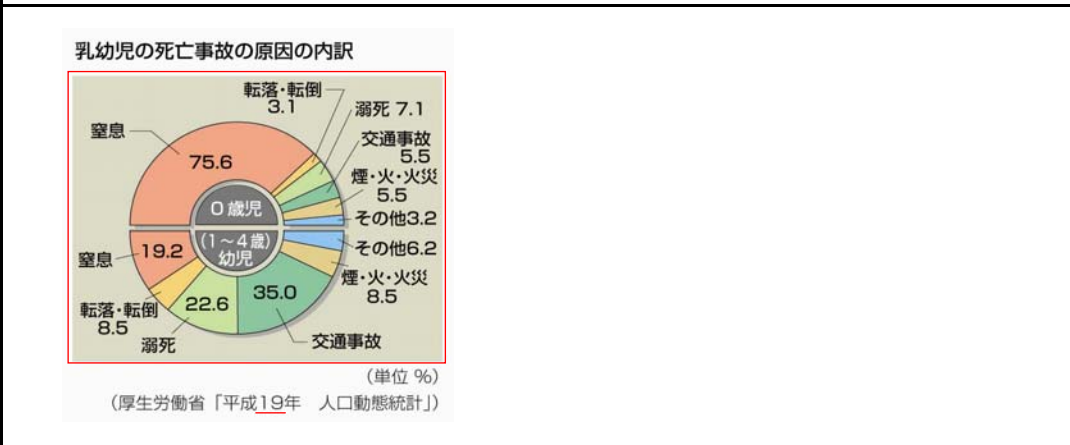 乳幼児の死亡事故の原因の内訳
転落・転倒
3.1
溺死 7.1
窒息
75.6
交通事故
5.5
煙・火・火災
5.5
その他3.2
0歳児
(1～4歳)
幼児
窒息
19.2
その他6.2
煙・火・火災
8.5
転落・転倒
8.5
22.6
溺死
35.0
交通事故
(単位 %)
(厚生労働省「平成19年 人口動態統計」)